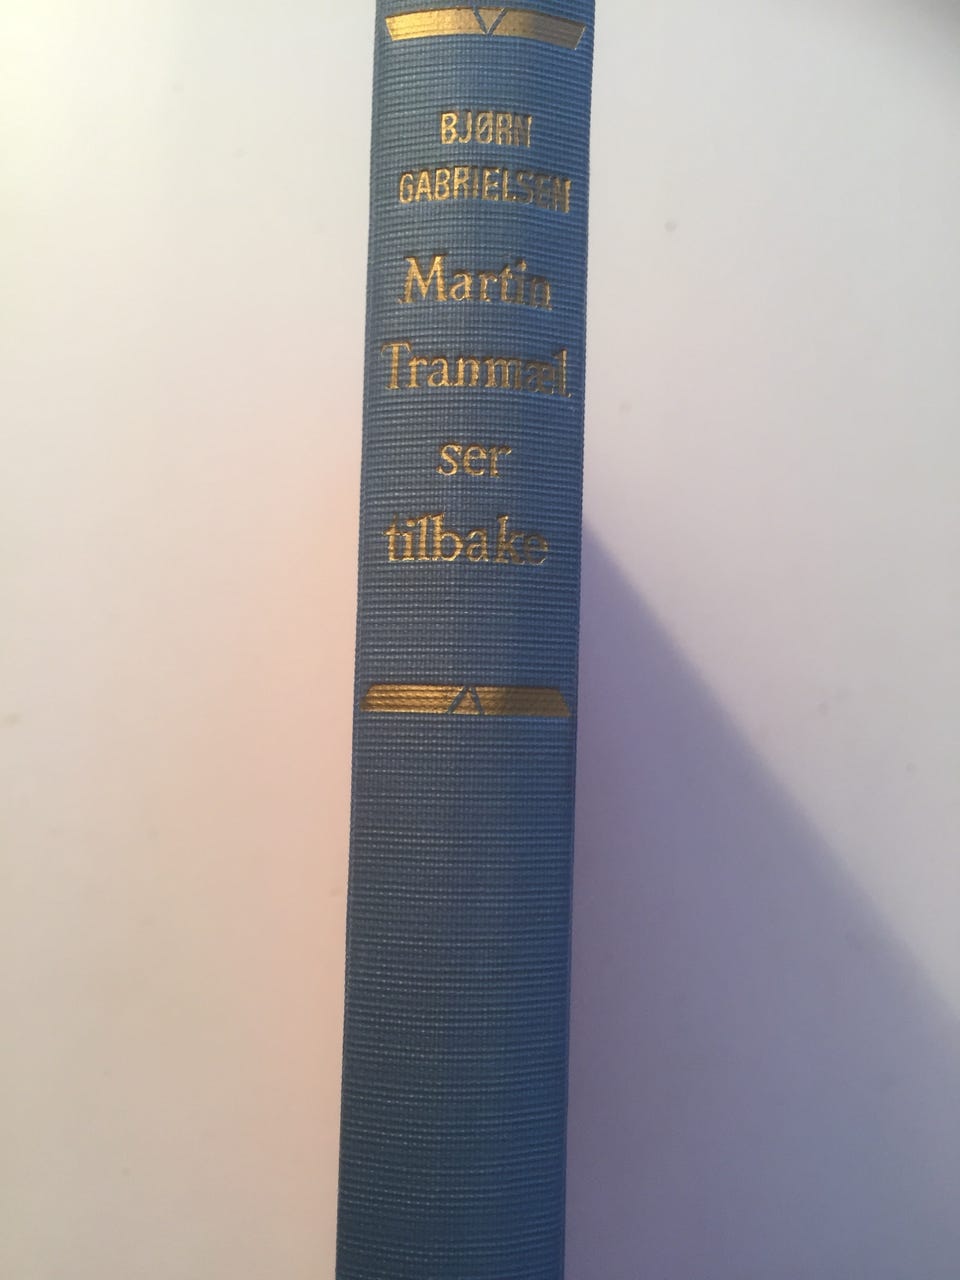 BJØRN
GABRIELSEN
Martin
Tranmæl
ser
tilbake